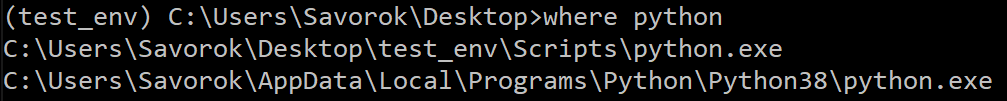 (test_env) C:\Users\Savorok\Desktop>where python
C:\Users\Savorok\Desktop\test_env\Scripts\python.exe
C:\Users\Savorok\AppData\Local\Programs\Python\Python38\python.exe